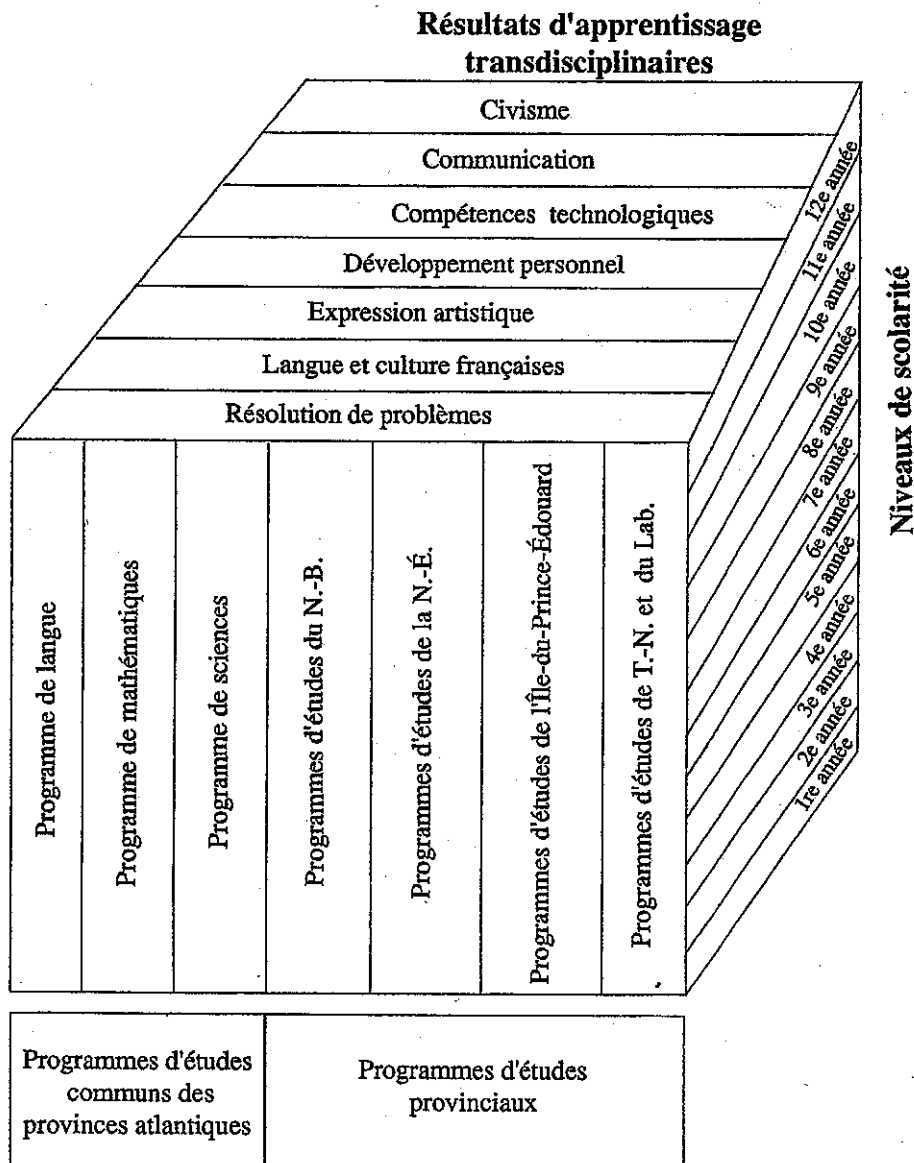 Résultats d'apprentissage
transdisciplinaires
Civisme
Communication
Compétences technologiques
Développement personnel
Expression artistique
Langue et culture françaises
Résolution de problèmes
Programme de langue
Programme de mathématiques
Programme de sciences
Programmes d'études du N.-B.
Programmes d'études de la N.-É.
Programmes d'études de l'Île-du-Prince-Édouard
Programmes d'études de T.-N. et du Lab.
12e année
11e année
10e année
9e année
8e année
7e année
6e année
5e année
4e année
3e année
2e année
1re année
Niveaux de scolarité
Programmes d'études
communs des
provinces atlantiques
Programmes d'études
provinciaux